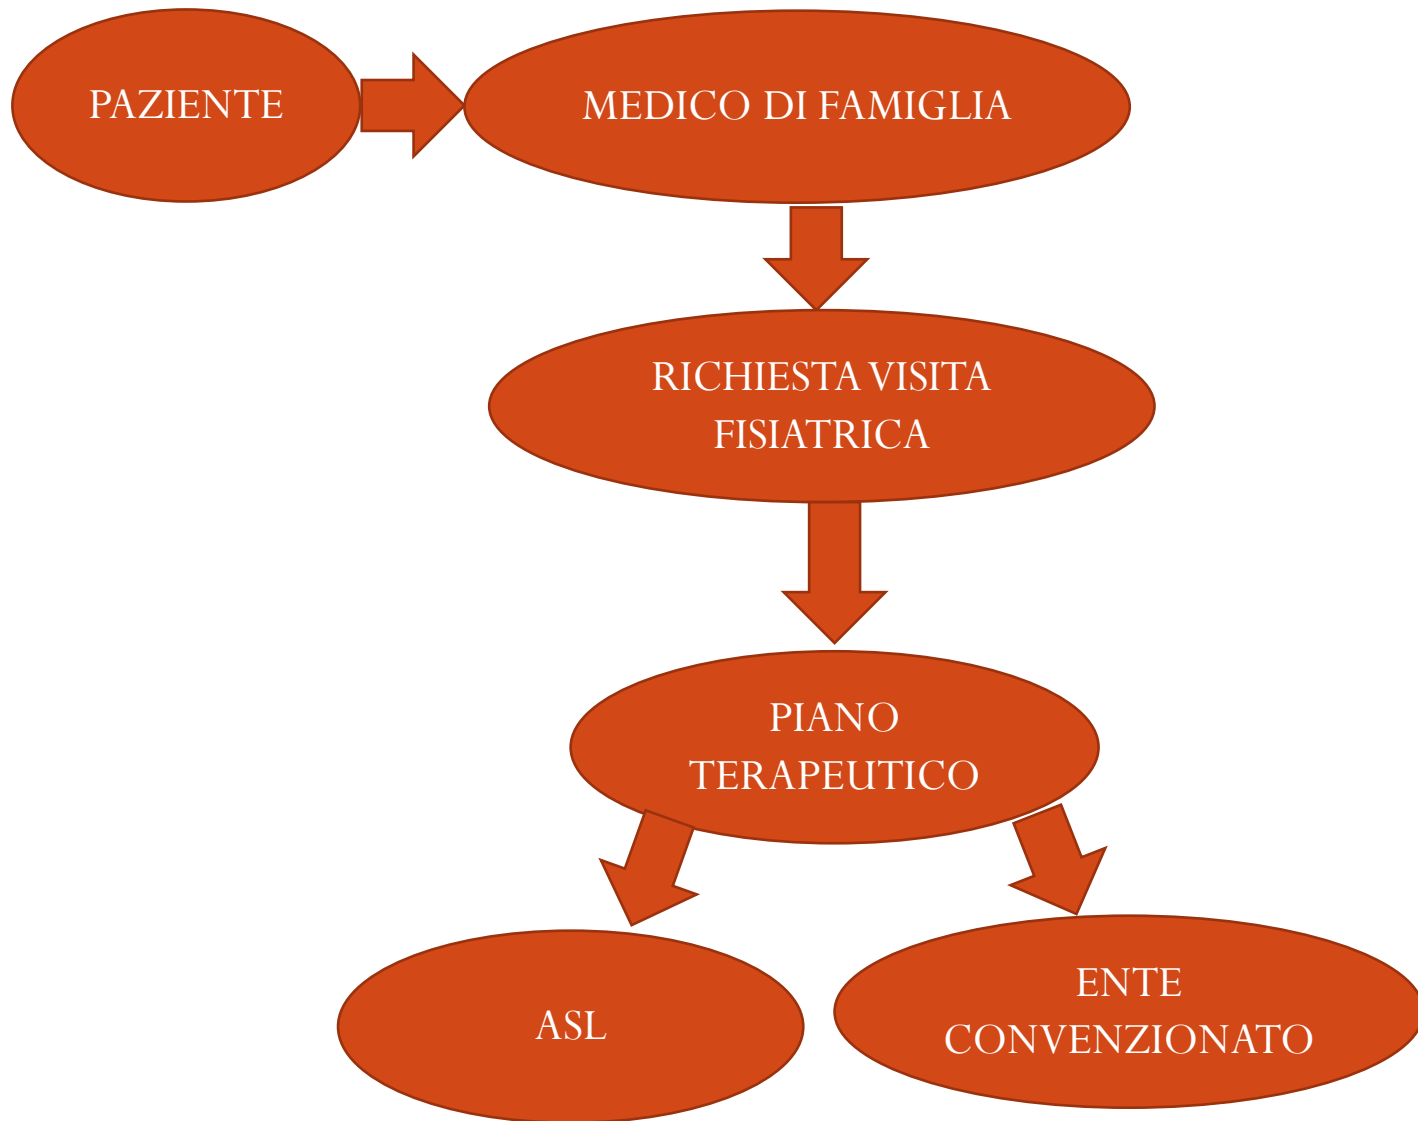 PAZIENTE
MEDICO DI FAMIGLIA
RICHIESTA VISITA
FISIATRICA
PIANO
TERAPEUTICO
ASL
ENTE
CONVENZIONATO